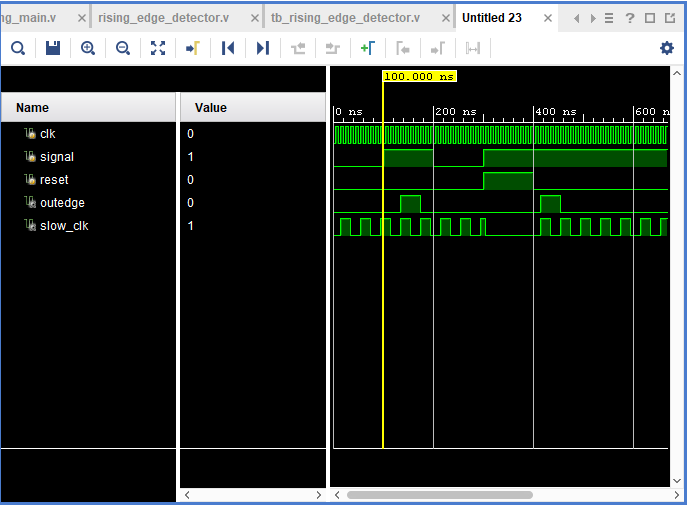 ng_main.v rising_edge_detector.v tb_rising_edge_detector.v Untitled 23
100.000 ns
Name Value
0 ns 200 ns 400 ns 600 n
clk 0
signal 1
reset 0
outedge 0
slow_clk 1